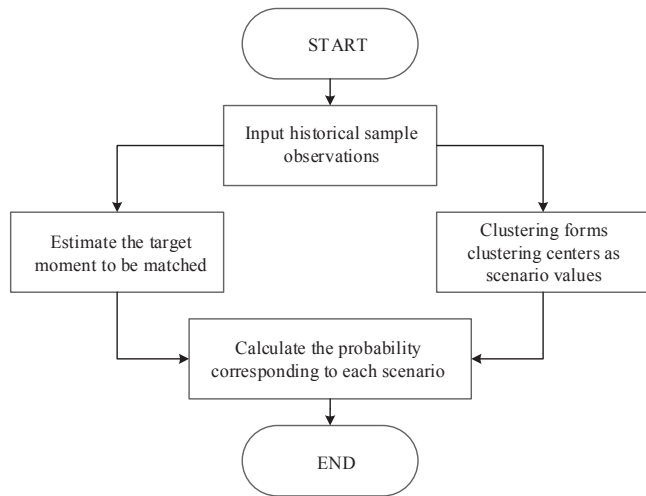 START
Input historical sample
observations
Estimate the target
moment to be matched
Clustering forms
clustering centers as
scenario values
Calculate the probability
corresponding to each scenario
END